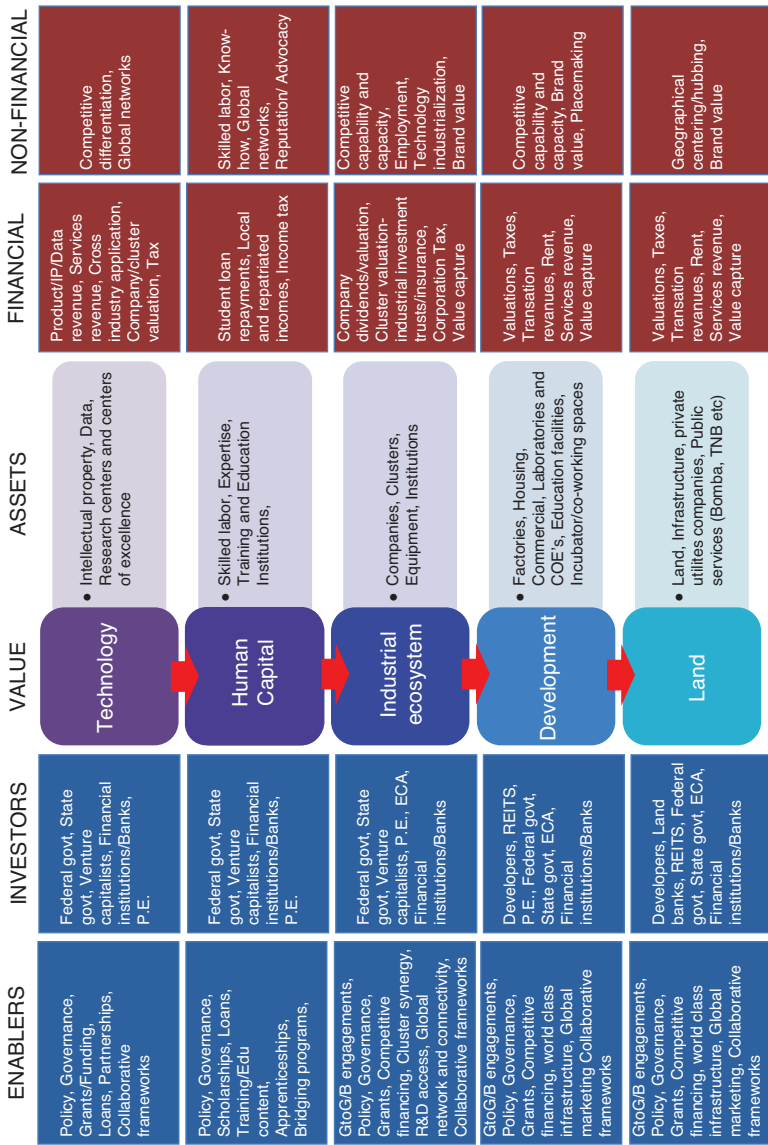 ENABLERS
INVESTORS
VALUE
ASSETS
FINANCIAL
NON-FINANCIAL
Policy, Governance,
Grants/Funding,
Loans, Partnerships,
Collaborative
frameworks
Federal govt, State
govt, Venture
capitalists, Financial
institutions/Banks,
P.E.
Technology
• Intellectual property, Data,
Research centers and centers
of excellence
Product/IP/Data
revenue, Services
revenue, Cross
industry application,
Company/cluster
valuation, Tax
Competitive
differentiation,
Global networks
Policy, Governance,
Scholarships, Loans,
Training/Edu
content,
Apprenticeships,
Bridging programs,
Federal govt, State
govt, Venture
capitalists, Financial
institutions/Banks,
P.E.
Human
Capital
• Skilled labor, Expertise,
Training and Education
Institutions,
Student loan
repayments, Local
and repatriated
incomes, Income tax
Skilled labor, Know-
how, Global
networks,
Reputation/ Advocacy
GtoG/B engagements,
Policy, Governance,
Grants, Competitive
financing, Cluster synergy,
R&D access, Global
network and connectivity,
Collaborative frameworks
Federal govt, State
govt, Venture
capitalists, P.E., ECA,
Financial
institutions/Banks
Industrial
ecosystem
• Companies, Clusters,
Equipment, Institutions
Company
dividends/valuation,
Cluster valuation-
industrial investment
trusts/insurance,
Corporation Tax,
Value capture
Competitive
capability and
capacity,
Employment,
Technology
industrialization,
Brand value
GtoG/B engagements,
Policy, Governance,
Grants, Competitive
financing, world class
infrastructure, Global
marketing Collaborative
frameworks
Developers, REITS,
P.E., Federal govt,
State govt, ECA,
Financial
institutions/Banks
Development
• Factories, Housing,
Commercial, Laboratories and
COE's, Education facilities,
Incubator/co-working spaces
Valuations, Taxes,
Transation
revanues, Rent,
Services revenue,
Value capture
Competitive
capability and
capacity, Brand
value, Placemaking
GtoG/B engagements,
Policy, Governance,
Grants, Competitive
financing, world class
infrastructure, Global
marketing, Collaborative
frameworks
Developers, Land
banks, REITS, Federal
govt, State govt, ECA,
Financial
institutions/Banks
Land
• Land, Infrastructure, private
utilites companies, Public
services (Bomba, TNB etc)
Valuations, Taxes,
Transation
revanues, Rent,
Services revenue,
Value capture
Geographical
centering/hubbing,
Brand value